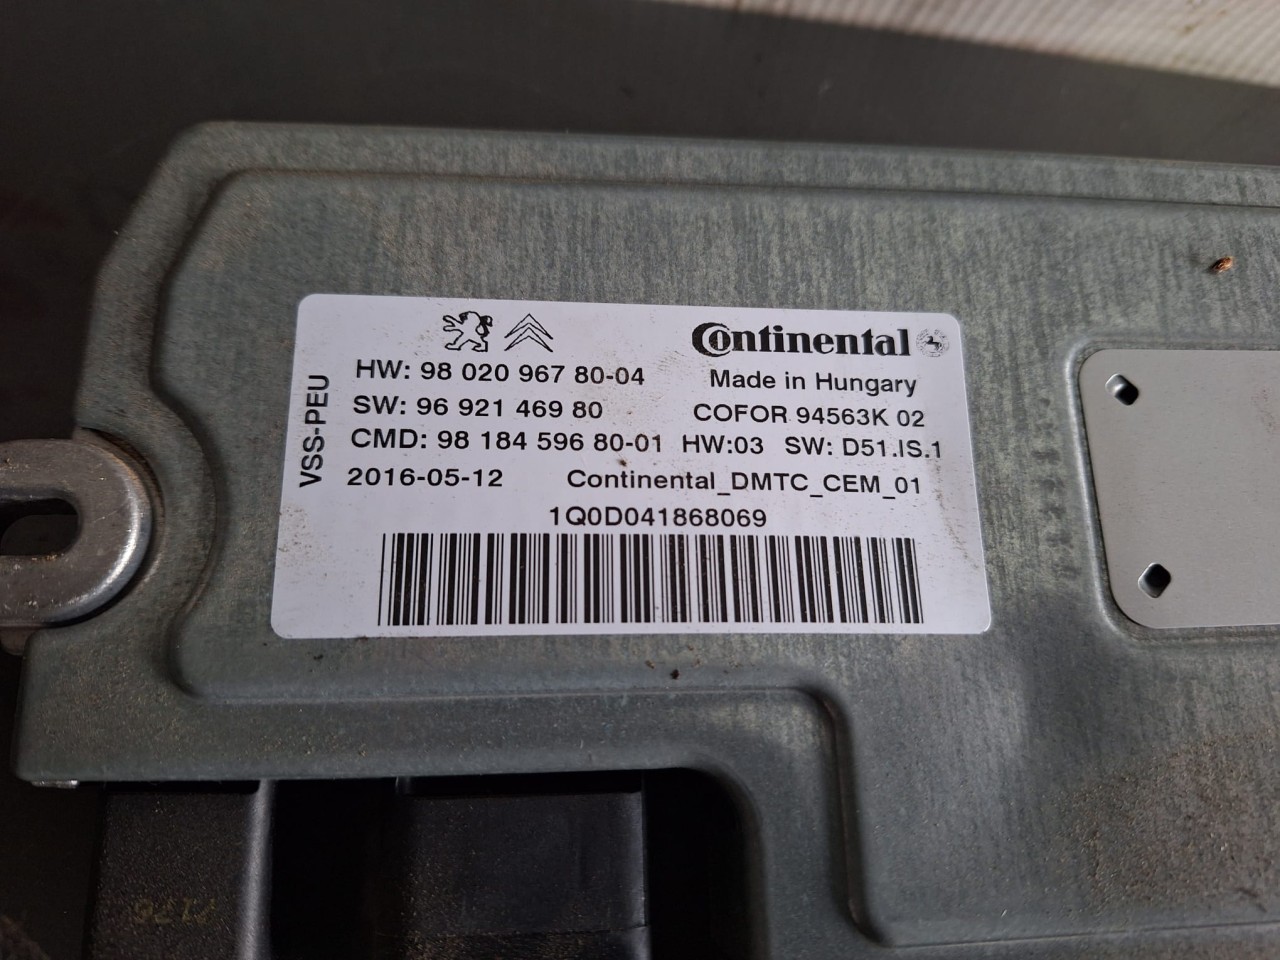 Continental
HW: 98 020 967 80-04
Made in Hungary
SW: 96 921 469 80
COFOR 94563K 02
CMD: 98 184 596 80-01 HW:03 SW: D51.IS.1
VSS-PEU
2016-05-12
Continental_DMTC_CEM_01
1Q0D041868069